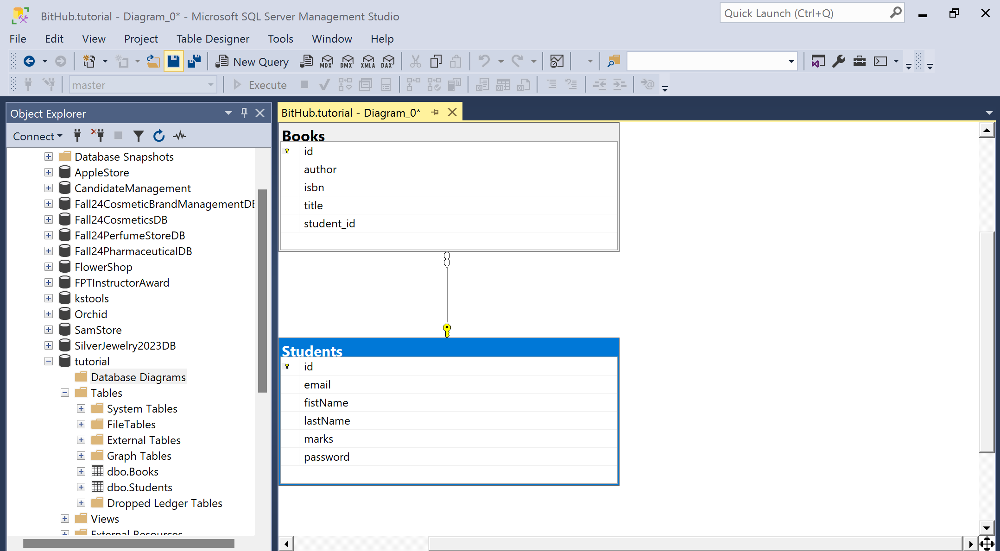 BitHub.tutorial - Diagram_0* - Microsoft SQL Server Management Studio
Quick Launch (Ctrl+Q)
File Edit View Project Table Designer Tools Window Help
New Query MDX DMX XMLA DAX
master Execute
Object Explorer
Connect
Database Snapshots
AppleStore
CandidateManagement
Fall24CosmeticBrandManagementDB
Fall24CosmeticsDB
Fall24PerfumeStoreDB
Fall24PharmaceuticalDB
FlowerShop
FPTInstructorAward
kstools
Orchid
SamStore
SilverJewelry2023DB
tutorial
Database Diagrams
Tables
System Tables
FileTables
External Tables
Graph Tables
dbo.Books
dbo.Students
Dropped Ledger Tables
Views
External Resources
BitHub.tutorial - Diagram_0*
Books
id
author
isbn
title
student_id
Students
id
email
fistName
lastName
marks
password